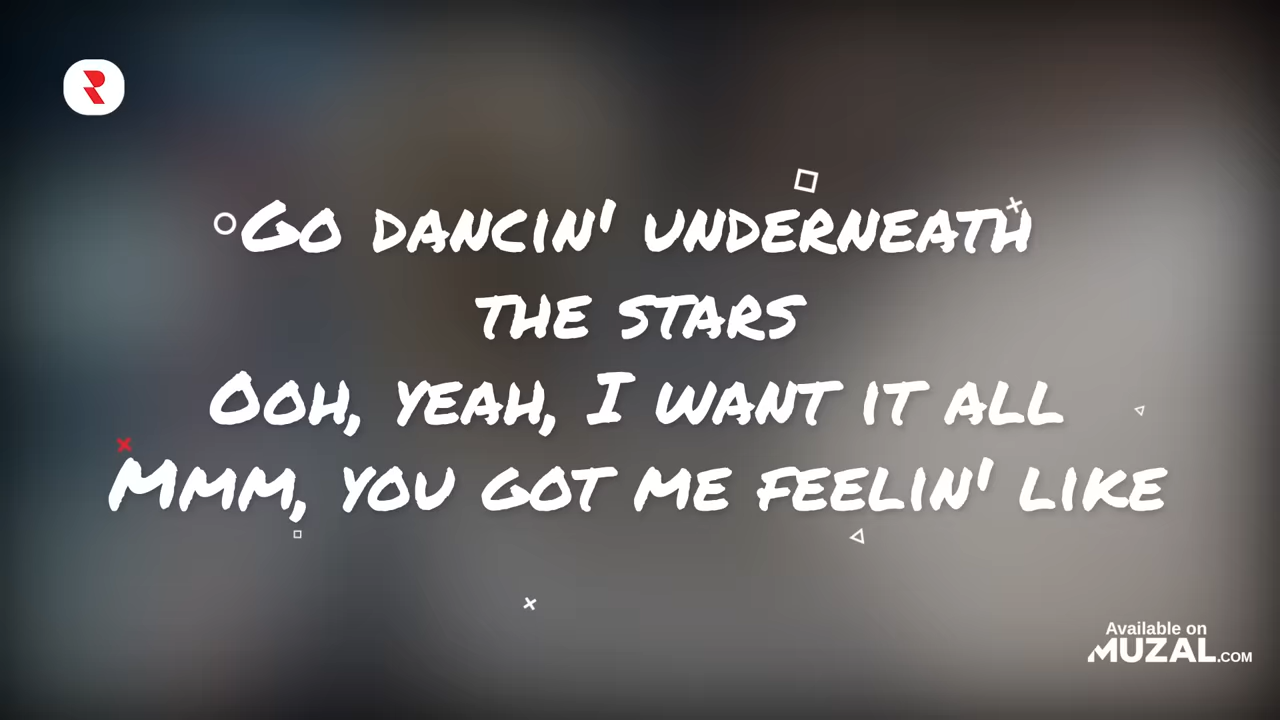 Go dancin' underneath
the stars
Ooh, yeah, I want it all
Mmm, you got me feelin' like
Available on
MUZAL.COM